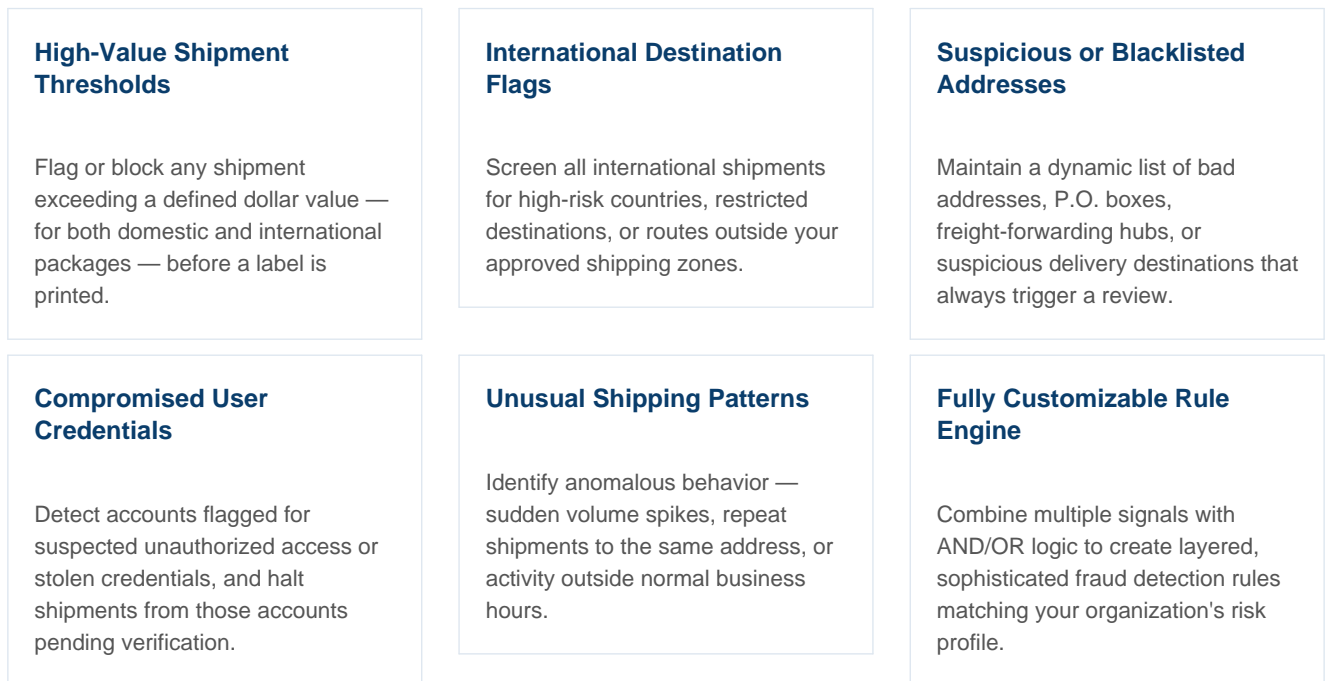 High-Value Shipment
Thresholds
Flag or block any shipment
exceeding a defined dollar value —
for both domestic and international
packages — before a label is
printed.
International Destination
Flags
Screen all international shipments
for high-risk countries, restricted
destinations, or routes outside your
approved shipping zones.
Suspicious or Blacklisted
Addresses
Maintain a dynamic list of bad
addresses, P.O. boxes,
freight-forwarding hubs, or
suspicious delivery destinations that
always trigger a review.
Compromised User
Credentials
Detect accounts flagged for
suspected unauthorized access or
stolen credentials, and halt
shipments from those accounts
pending verification.
Unusual Shipping Patterns
Identify anomalous behavior —
sudden volume spikes, repeat
shipments to the same address, or
activity outside normal business
hours.
Fully Customizable Rule
Engine
Combine multiple signals with
AND/OR logic to create layered,
sophisticated fraud detection rules
matching your organization's risk
profile.